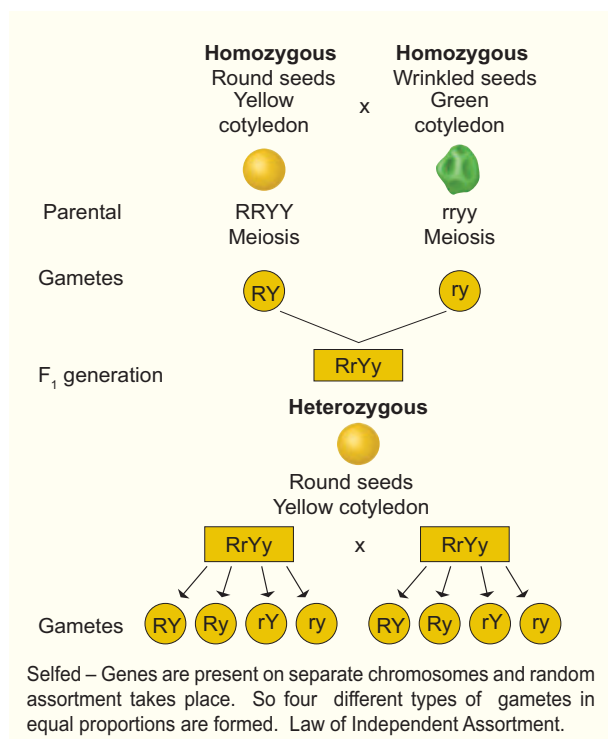 Homozygous Homozygous
Round seeds Wrinkled seeds
Yellow x Green
cotyledon cotyledon
Parental RRYY rryy
Meiosis Meiosis
Gametes RY ry
F₁ generation RrYy
Heterozygous
Round seeds
Yellow cotyledon
RrYy x RrYy
Gametes RY Ry rY ry RY Ry rY ry
Selfed – Genes are present on separate chromosomes and random
assortment takes place. So four different types of gametes in
equal proportions are formed. Law of Independent Assortment.